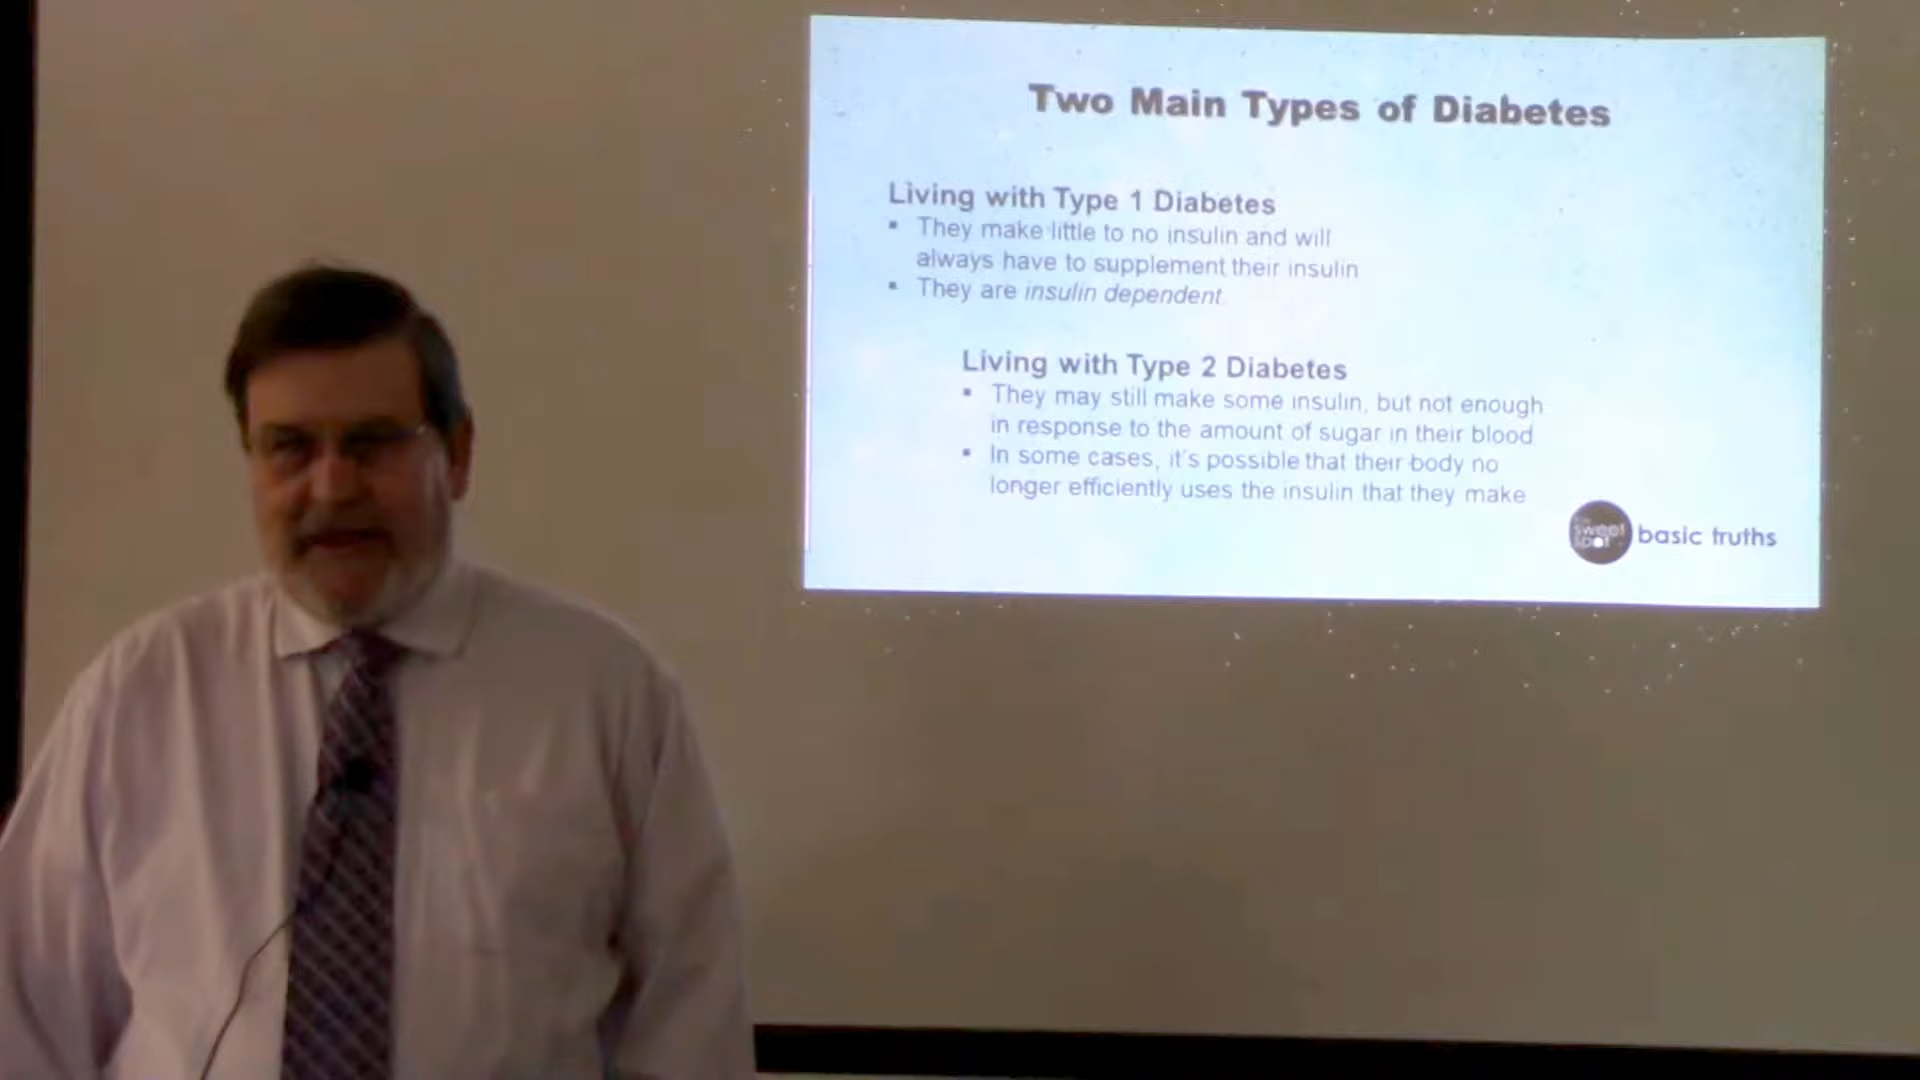 Two Main Types of Diabetes
Living with Type 1 Diabetes
▪ They make little to no insulin and will
always have to supplement their insulin
▪ They are insulin dependent
Living with Type 2 Diabetes
▪ They may still make some insulin, but not enough
in response to the amount of sugar in their blood
▪ In some cases, it's possible that their body no
longer efficiently uses the insulin that they make
sweet
spot
basic truths